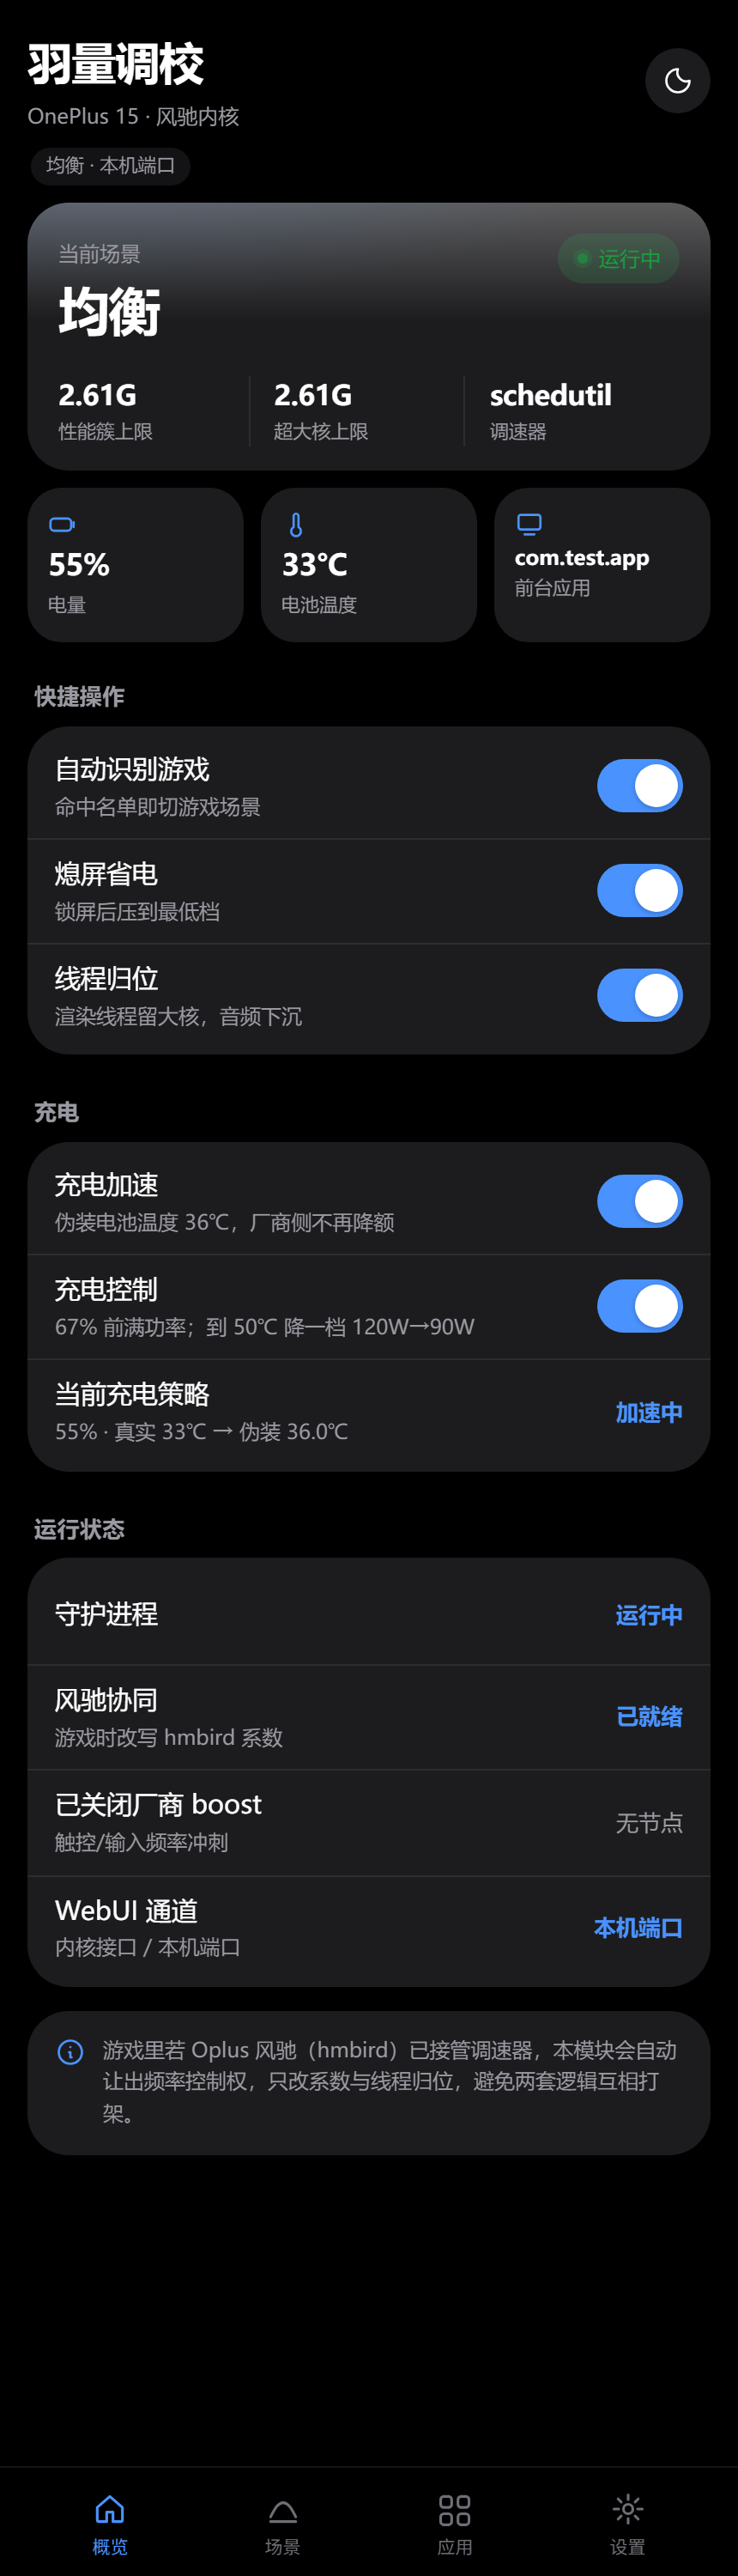 羽量调校
OnePlus 15 · 风驰内核
均衡 · 本机端口
当前场景
运行中
均衡
2.61G
性能簇上限
2.61G
超大核上限
schedutil
调速器
55%
电量
33°C
电池温度
com.test.app
前台应用
快捷操作
自动识别游戏
命中名单即切游戏场景
熄屏省电
锁屏后压到最低档
线程归位
渲染线程留大核，音频下沉
充电
充电加速
伪装电池温度 36℃，厂商侧不再降额
充电控制
67% 前满功率；到 50℃ 降一档 120W→90W
当前充电策略
55% · 真实 33℃ → 伪装 36.0℃
加速中
运行状态
守护进程
运行中
风驰协同
游戏时改写 hmbird 系数
已就绪
已关闭厂商 boost
触控/输入频率冲刺
无节点
WebUI 通道
内核接口 / 本机端口
本机端口
游戏里若 Oplus 风驰（hmbird）已接管调速器，本模块会自动
让出频率控制权，只改系数与线程归位，避免两套逻辑互相打
架。
概览
场景
应用
设置